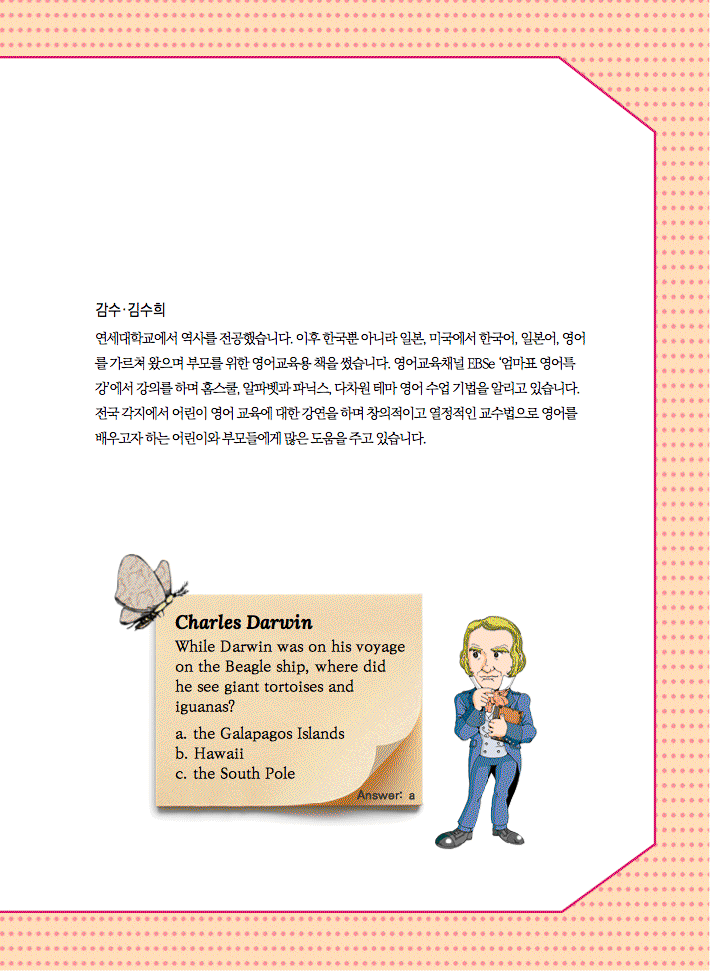 감수·김수희
연세대학교에서 역사를 전공했습니다. 이후 한국뿐 아니라 일본, 미국에서 한국어, 일본어, 영어
를 가르쳐 왔으며 부모를 위한 영어교육용 책을 썼습니다. 영어교육채널 EBSe ‘엄마표 영어특
강’에서 강의를 하며 홈스쿨, 알파벳과 파닉스, 다차원 테마 영어 수업 기법을 알리고 있습니다.
전국 각지에서 어린이 영어 교육에 대한 강연을 하며 창의적이고 열정적인 교수법으로 영어를
배우고자 하는 어린이와 부모들에게 많은 도움을 주고 있습니다.
Charles Darwin
While Darwin was on his voyage
on the Beagle ship, where did
he see giant tortoises and
iguanas?
a. the Galapagos Islands
b. Hawaii
c. the South Pole
Answer: a